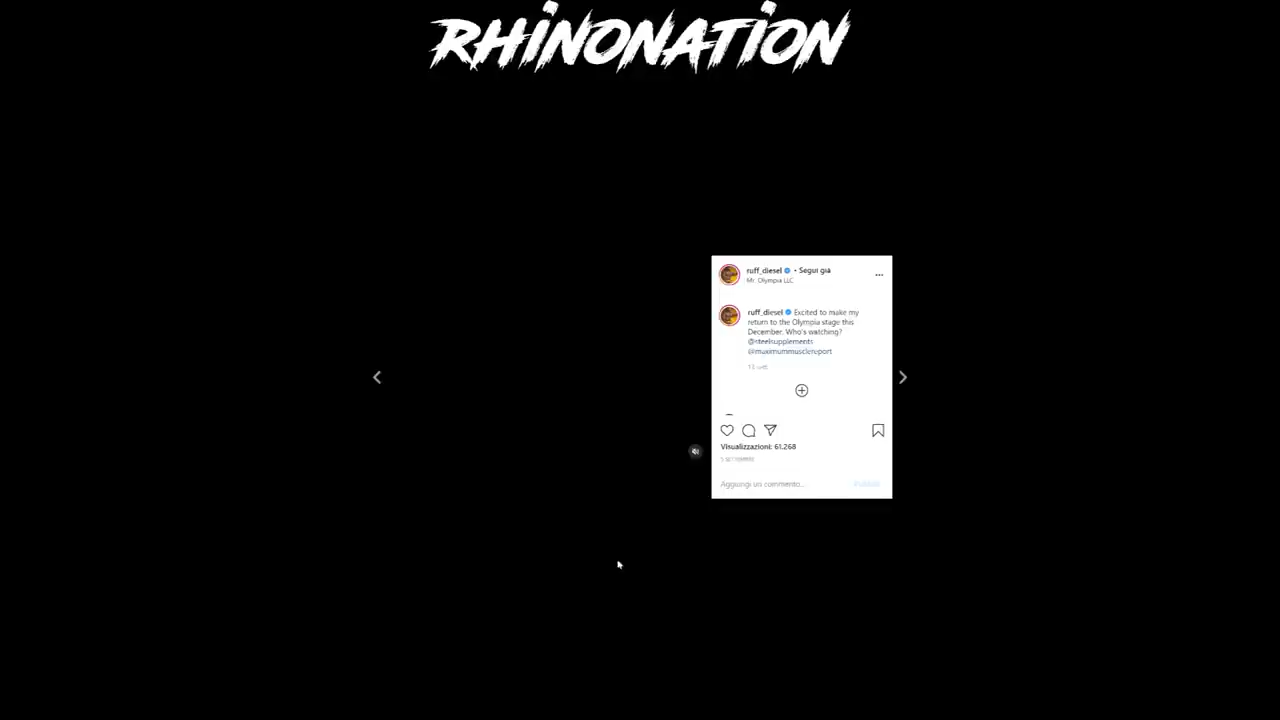 RHINONATION
ruff_diesel • Segui già
Mr. Olympia LLC
ruff_diesel Excited to make my
return to the Olympia stage this
December. Who's watching?
@steelsupplements
@maximummusclereport
Visualizzazioni: 61.268
Aggiungi un commento...